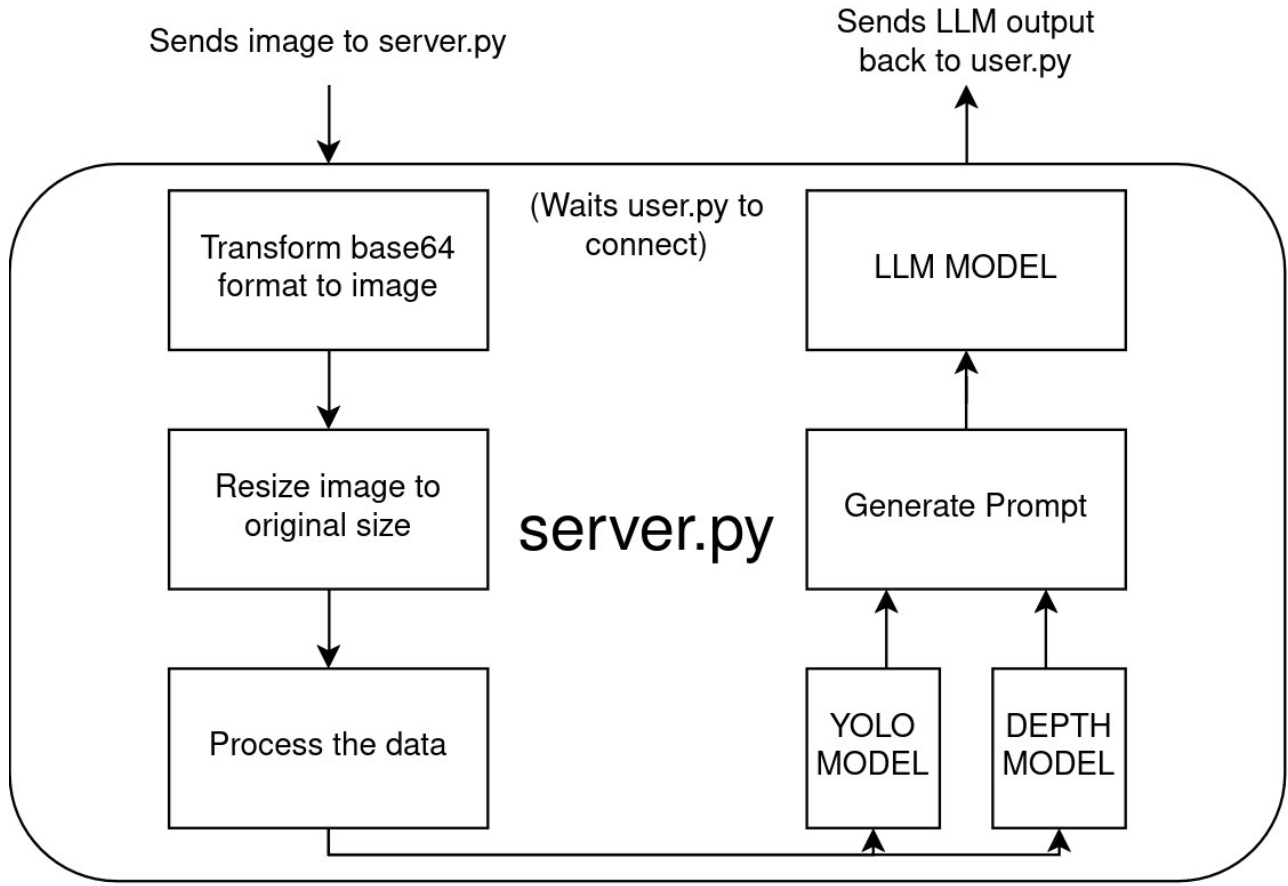 Sends image to server.py
Sends LLM output
back to user.py
(Waits user.py to
connect)
Transform base64
format to image
LLM MODEL
Resize image to
original size
server.py
Generate Prompt
Process the data
YOLO
MODEL
DEPTH
MODEL